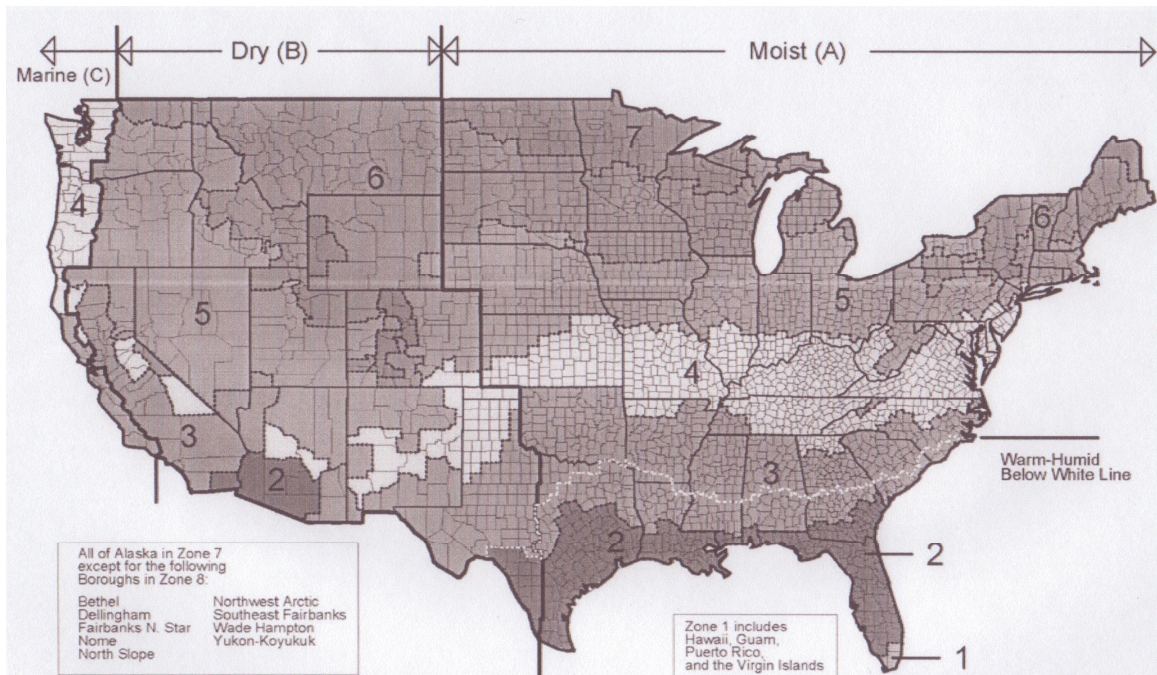 Dry (B)
Moist (A)
Marine (C)
7
6
4
6
5
5
4
3
3
2
Warm-Humid
Below White Line
2
2
1
All of Alaska in Zone 7
except for the following
Boroughs in Zone 8:
Bethel
Dellingham
Fairbanks N. Star
Nome
North Slope
Northwest Arctic
Southeast Fairbanks
Wade Hampton
Yukon-Koyukuk
Zone 1 includes
Hawaii, Guam,
Puerto Rico,
and the Virgin Islands